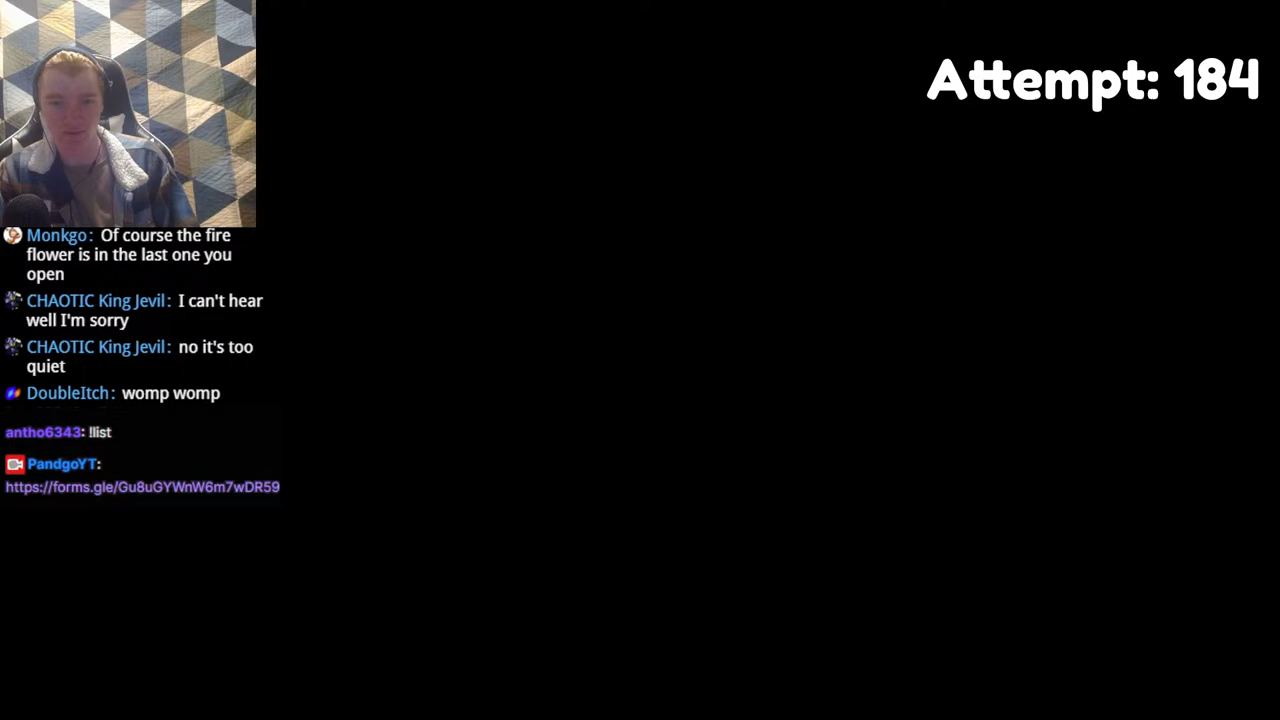 Attempt: 184
Monkgo: Of course the fire
flower is in the last one you
open
CHAOTIC King Jevil: I can't hear
well I'm sorry
CHAOTIC King Jevil: no it's too
quiet
DoubleItch: womp womp
antho6343: !list
PandgoYT:
https://forms.gle/Gu8uGYWnW6m7wDR59